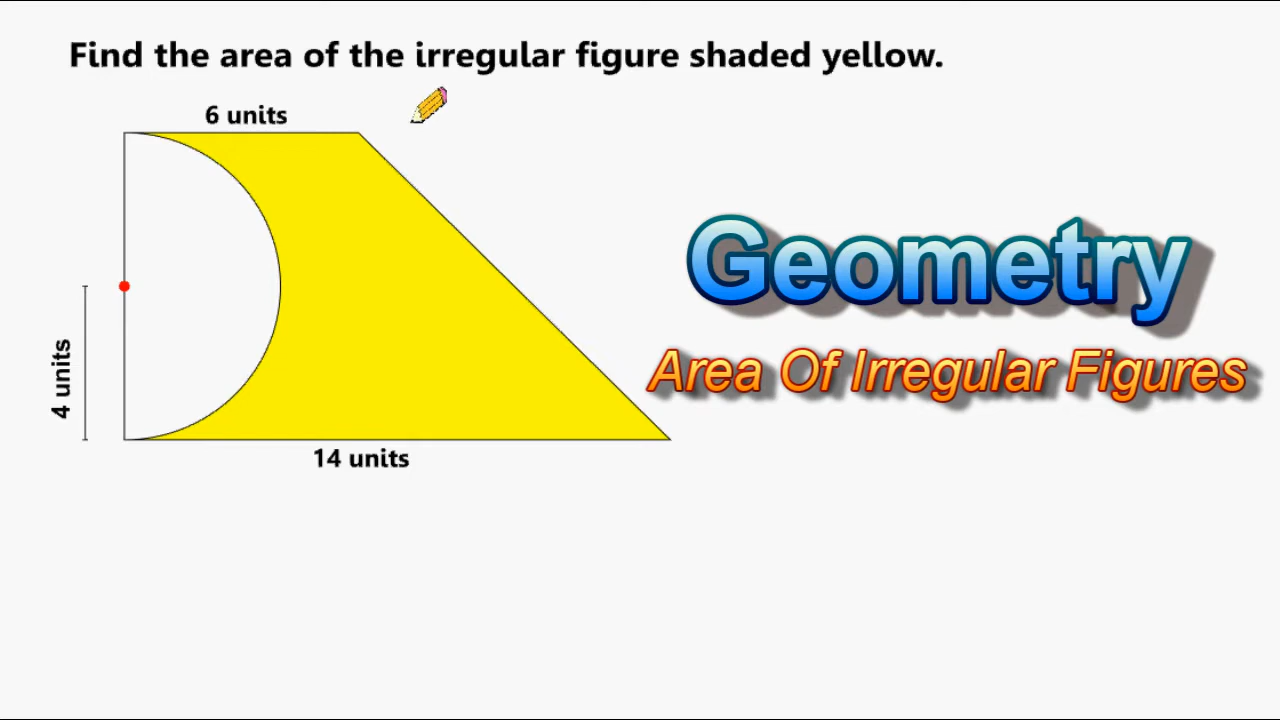 Find the area of the irregular figure shaded yellow.
6 units
Geometry
4 units
Area Of Irregular Figures
14 units